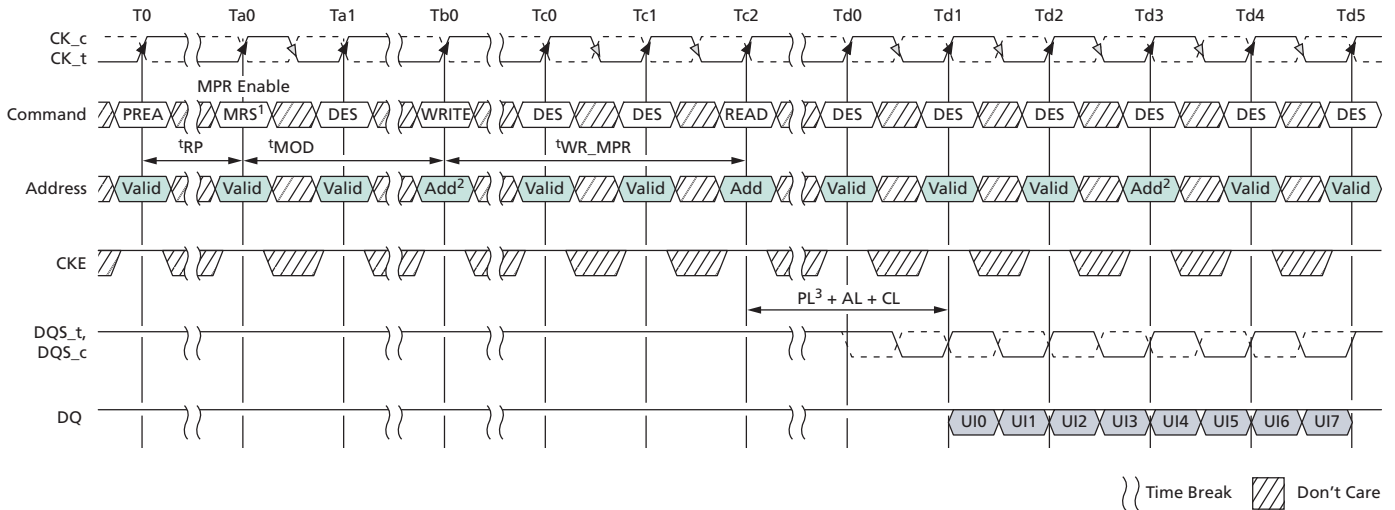 T0 Ta0 Ta1 Tb0 Tc0 Tc1 Tc2 Td0 Td1 Td2 Td3 Td4 Td5
CK_c
CK_t
MPR Enable
Command PREA MRS¹ DES WRITE DES DES READ DES DES DES DES DES DES
tRP tMOD tWR_MPR
Address Valid Valid Valid Add² Valid Valid Add Valid Valid Valid Add² Valid Valid
CKE
PL³ + AL + CL
DQS_t,
DQS_c
DQ UI0 UI1 UI2 UI3 UI4 UI5 UI6 UI7
Time Break Don't Care